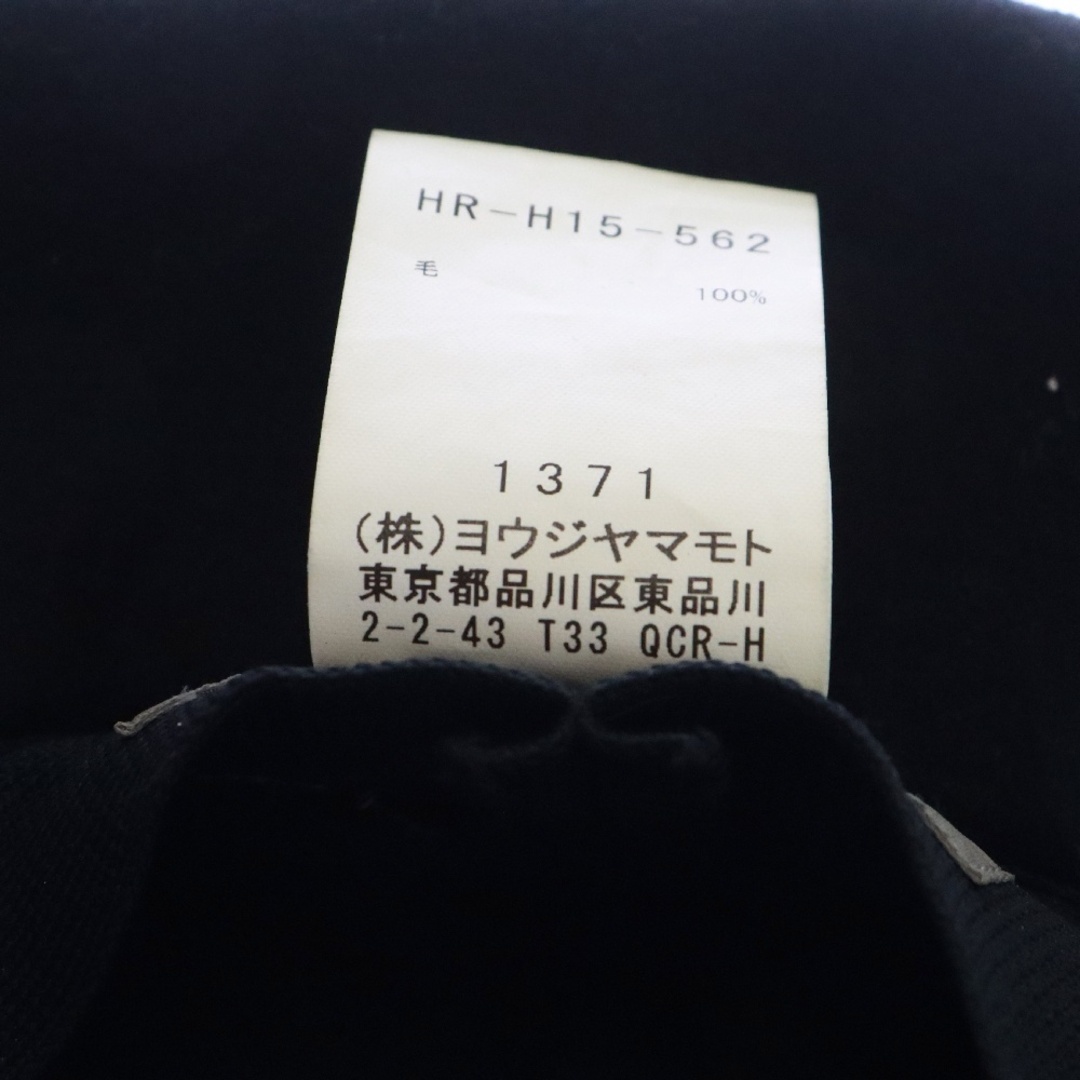 HR-H15-562
毛
100%
1371
(株)ヨウジヤマモト
東京都品川区東品川
2-2-43 T33 QCR-H